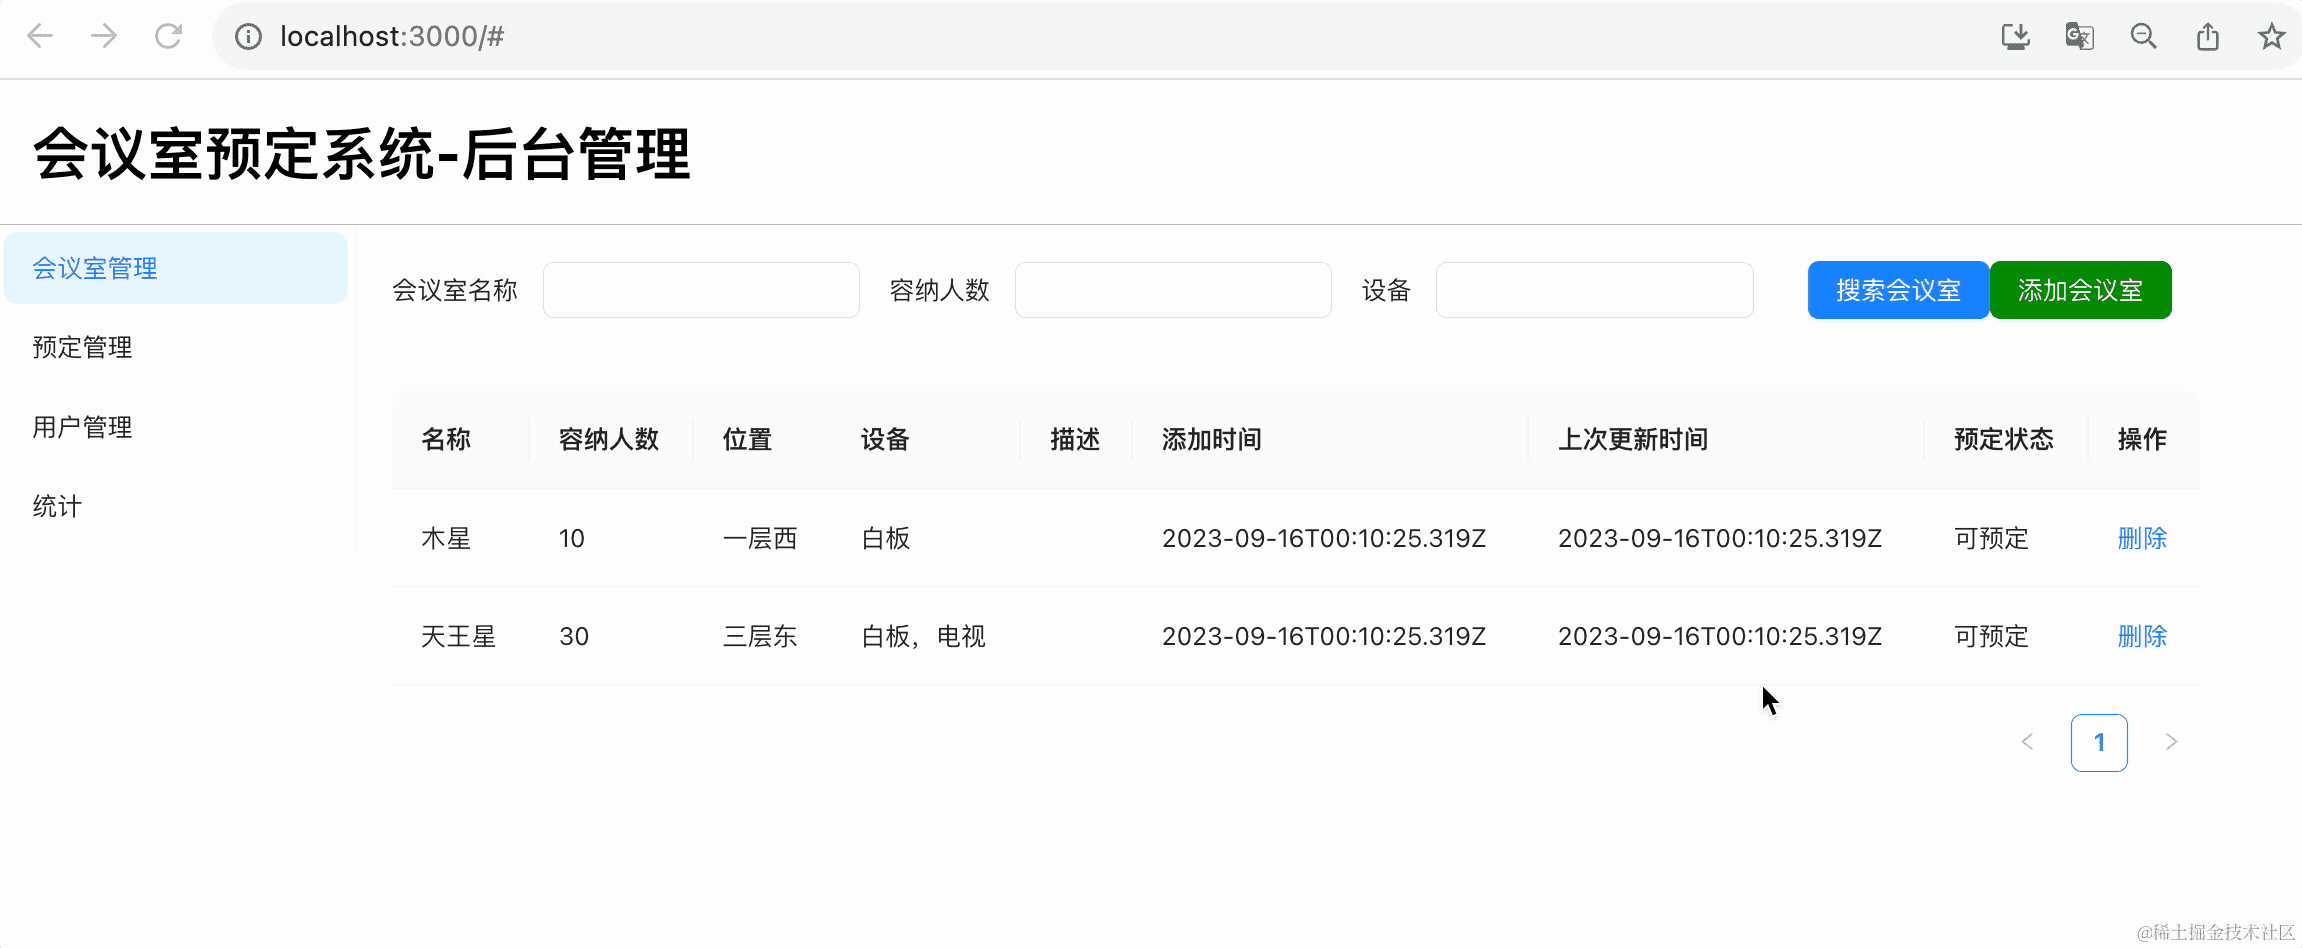 localhost:3000/#
会议室预定系统-后台管理
会议室管理
预定管理
用户管理
统计
会议室名称 容纳人数 设备 搜索会议室 添加会议室
名称 容纳人数 位置 设备 描述 添加时间 上次更新时间 预定状态 操作
木星 10 一层西 白板 2023-09-16T00:10:25.319Z 2023-09-16T00:10:25.319Z 可预定 删除
天王星 30 三层东 白板，电视 2023-09-16T00:10:25.319Z 2023-09-16T00:10:25.319Z 可预定 删除
< 1 >
@稀土掘金技术社区